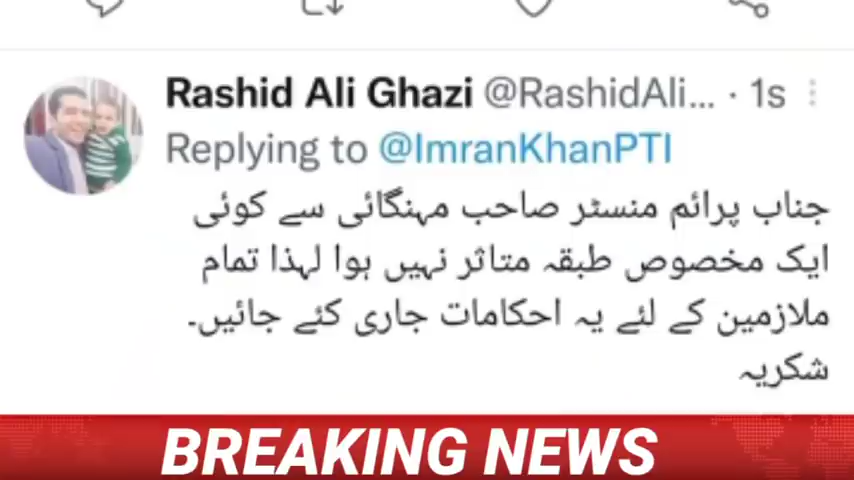 Rashid Ali Ghazi @RashidAli... · 1s
Replying to @ImranKhanPTI
جناب پرائم منسٹر صاحب مہنگائی سے کوئی
ایک مخصوص طبقہ متاثر نہیں ہوا لہذا تمام
ملازمین کے لئے یہ احکامات جاری کئے جائیں۔
شکریہ
BREAKING NEWS